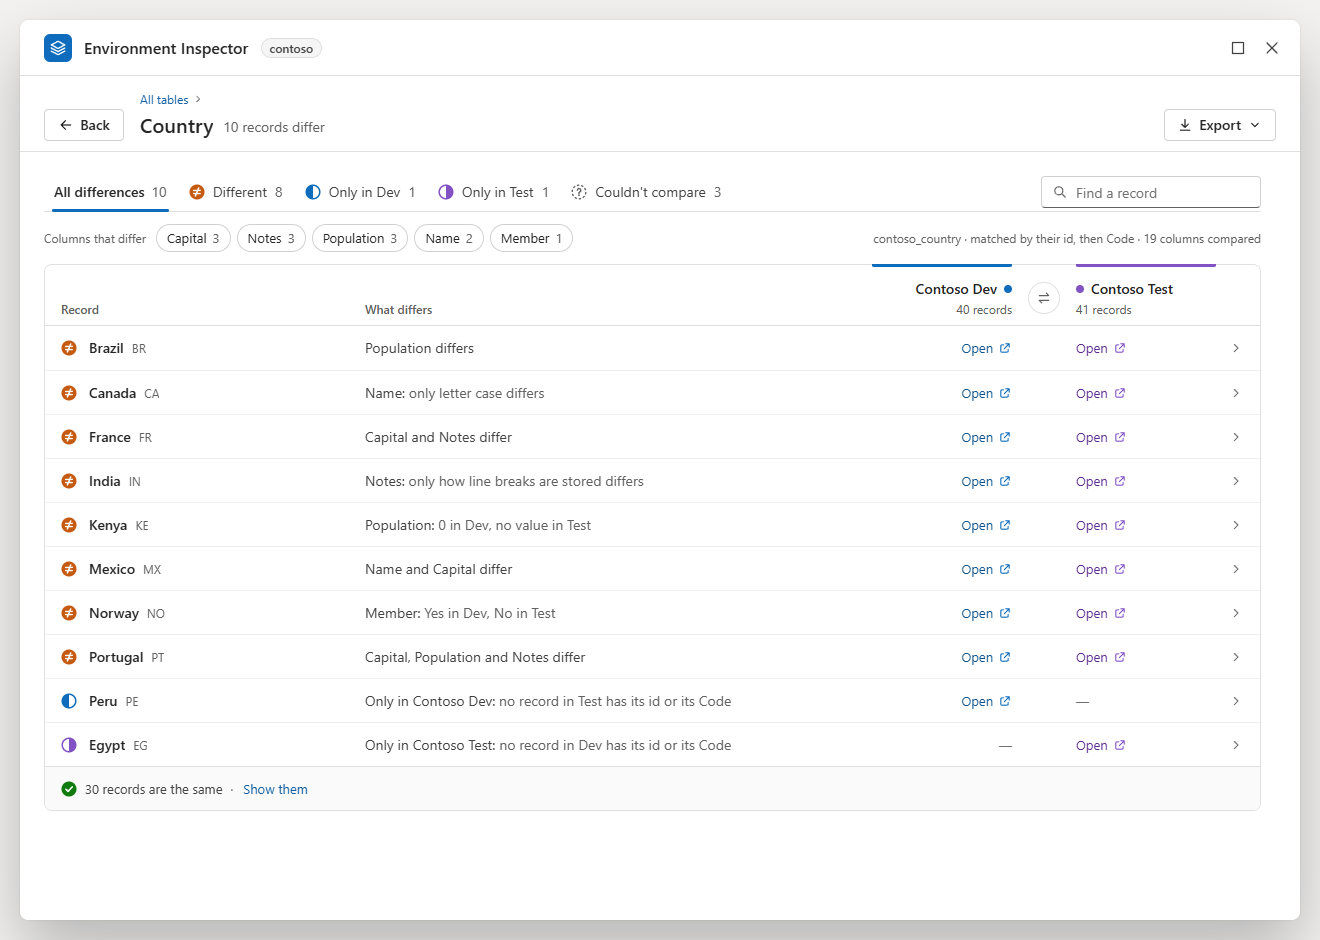 Environment Inspector contoso
All tables
Back
Country 10 records differ
Export
All differences 10 Different 8 Only in Dev 1 Only in Test 1 Couldn't compare 3
Find a record
Columns that differ Capital 3 Notes 3 Population 3 Name 2 Member 1
contoso_country · matched by their id, then Code · 19 columns compared
Contoso Dev Contoso Test
Record What differs 40 records 41 records
Brazil BR Population differs Open Open
Canada CA Name: only letter case differs Open Open
France FR Capital and Notes differ Open Open
India IN Notes: only how line breaks are stored differs Open Open
Kenya KE Population: 0 in Dev, no value in Test Open Open
Mexico MX Name and Capital differ Open Open
Norway NO Member: Yes in Dev, No in Test Open Open
Portugal PT Capital, Population and Notes differ Open Open
Peru PE Only in Contoso Dev: no record in Test has its id or its Code Open —
Egypt EG Only in Contoso Test: no record in Dev has its id or its Code — Open
30 records are the same · Show them